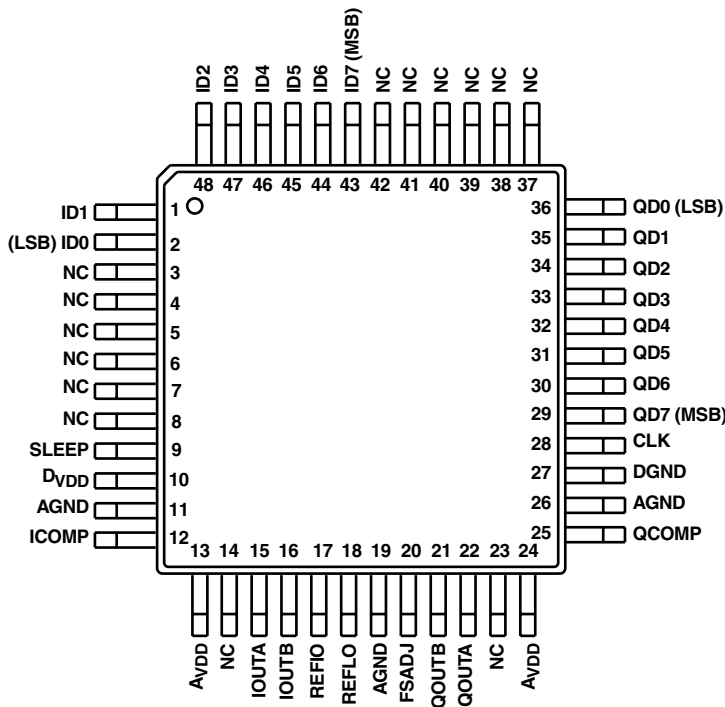 ID2
ID3
ID4
ID5
ID6
ID7 (MSB)
NC
NC
NC
NC
NC
NC
48 47 46 45 44 43 42 41 40 39 38 37
ID1 1
(LSB) ID0 2
NC 3
NC 4
NC 5
NC 6
NC 7
NC 8
SLEEP 9
DVDD 10
AGND 11
ICOMP 12
36 QD0 (LSB)
35 QD1
34 QD2
33 QD3
32 QD4
31 QD5
30 QD6
29 QD7 (MSB)
28 CLK
27 DGND
26 AGND
25 QCOMP
13 14 15 16 17 18 19 20 21 22 23 24
AVDD
NC
IOUTA
IOUTB
REFIO
REFLO
AGND
FSADJ
QOUTB
QOUTA
NC
AVDD